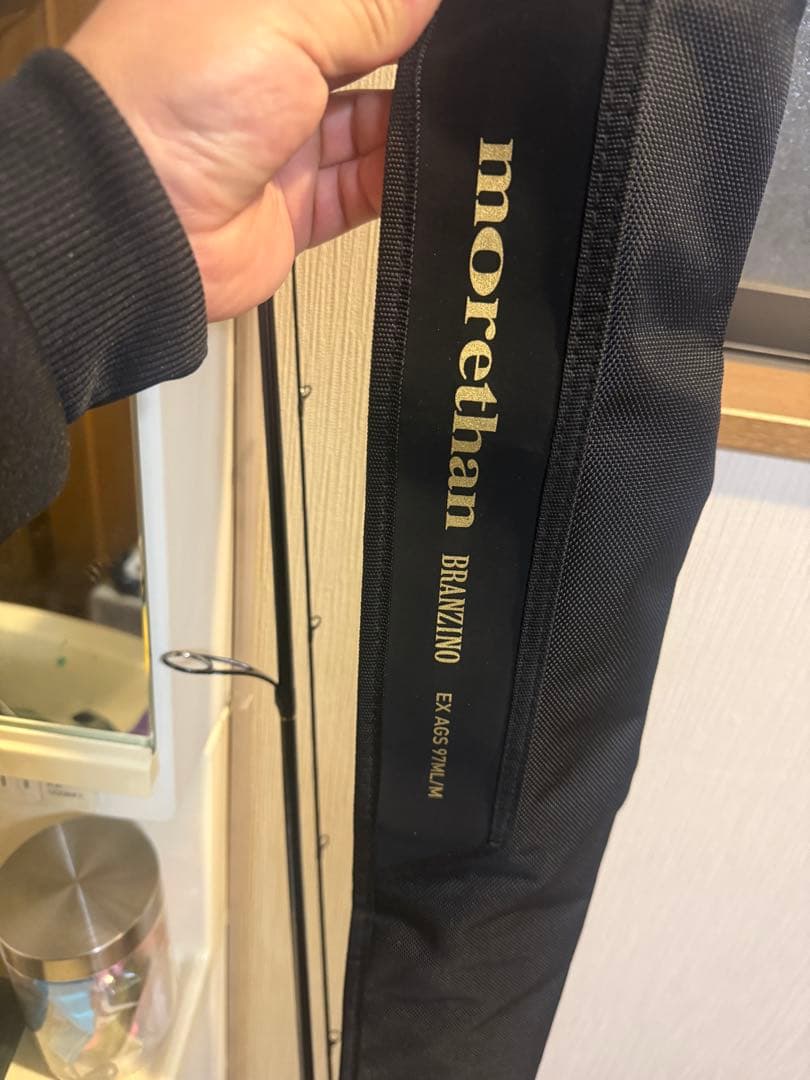 morethan BRANZINO EX AGS 97ML/M